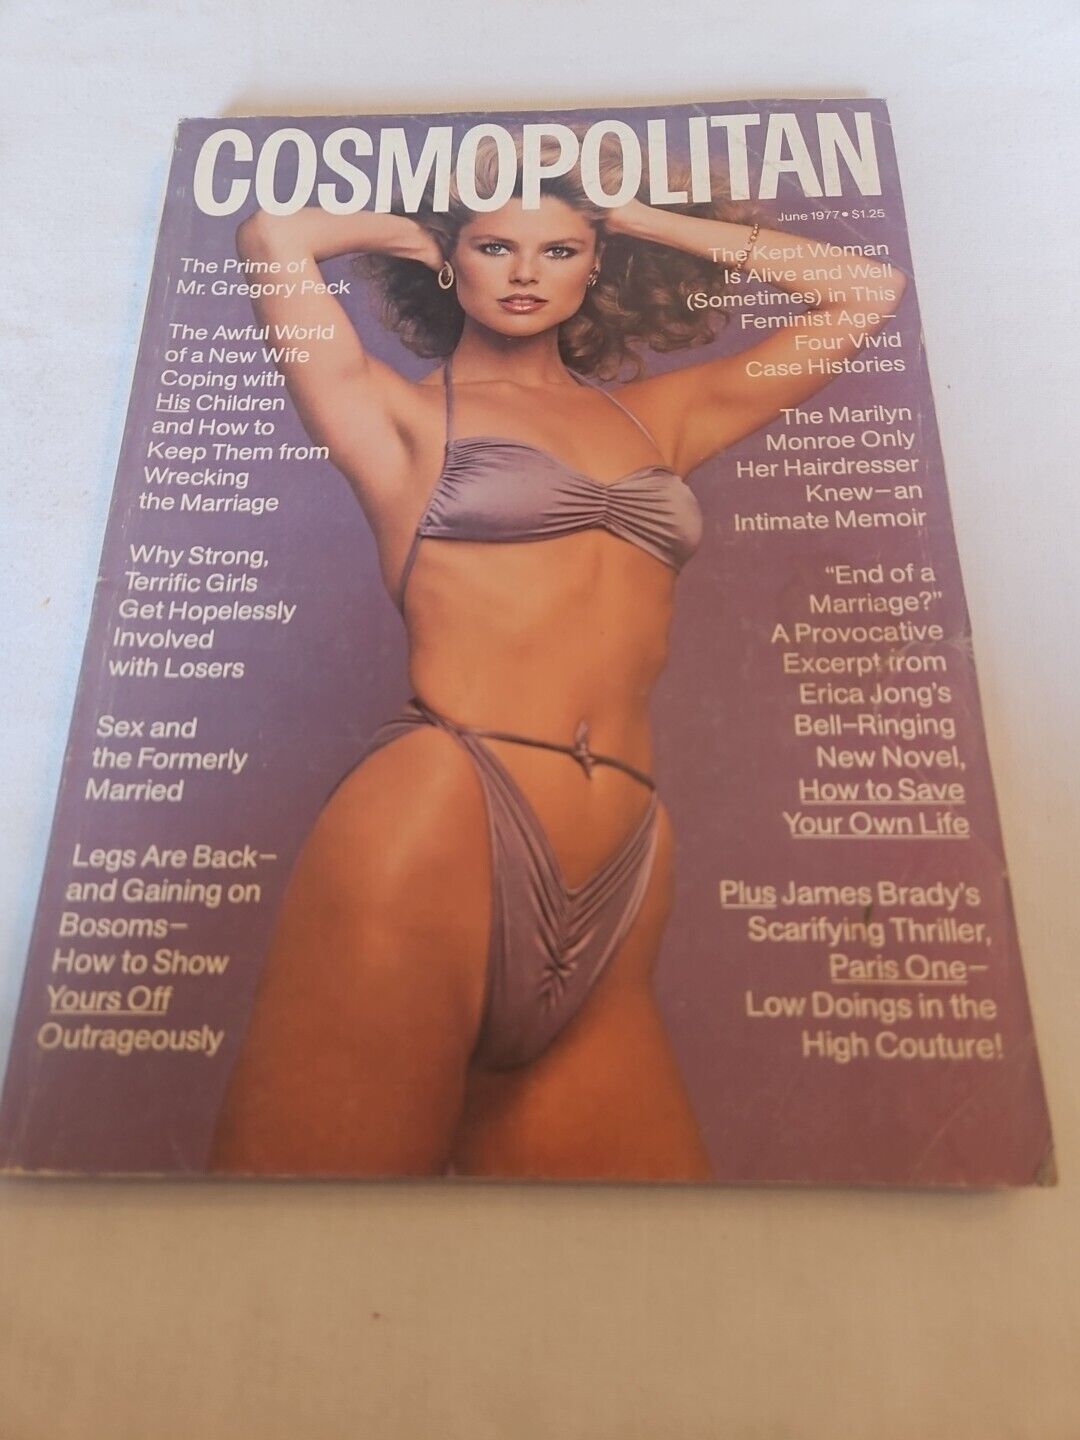 COSMOPOLITAN
June 1977 • $1.25
The Prime of
Mr. Gregory Peck
The Awful World
of a New Wife
Coping with
His Children
and How to
Keep Them from
Wrecking
the Marriage
Why Strong,
Terrific Girls
Get Hopelessly
Involved
with Losers
Sex and
the Formerly
Married
Legs Are Back—
and Gaining on
Bosoms—
How to Show
Yours Off
Outrageously
The Kept Woman
Is Alive and Well
(Sometimes) in This
Feminist Age—
Four Vivid
Case Histories
The Marilyn
Monroe Only
Her Hairdresser
Knew—an
Intimate Memoir
“End of a
Marriage?”
A Provocative
Excerpt from
Erica Jong's
Bell-Ringing
New Novel,
How to Save
Your Own Life
Plus James Brady's
Scarifying Thriller,
Paris One—
Low Doings in the
High Couture!